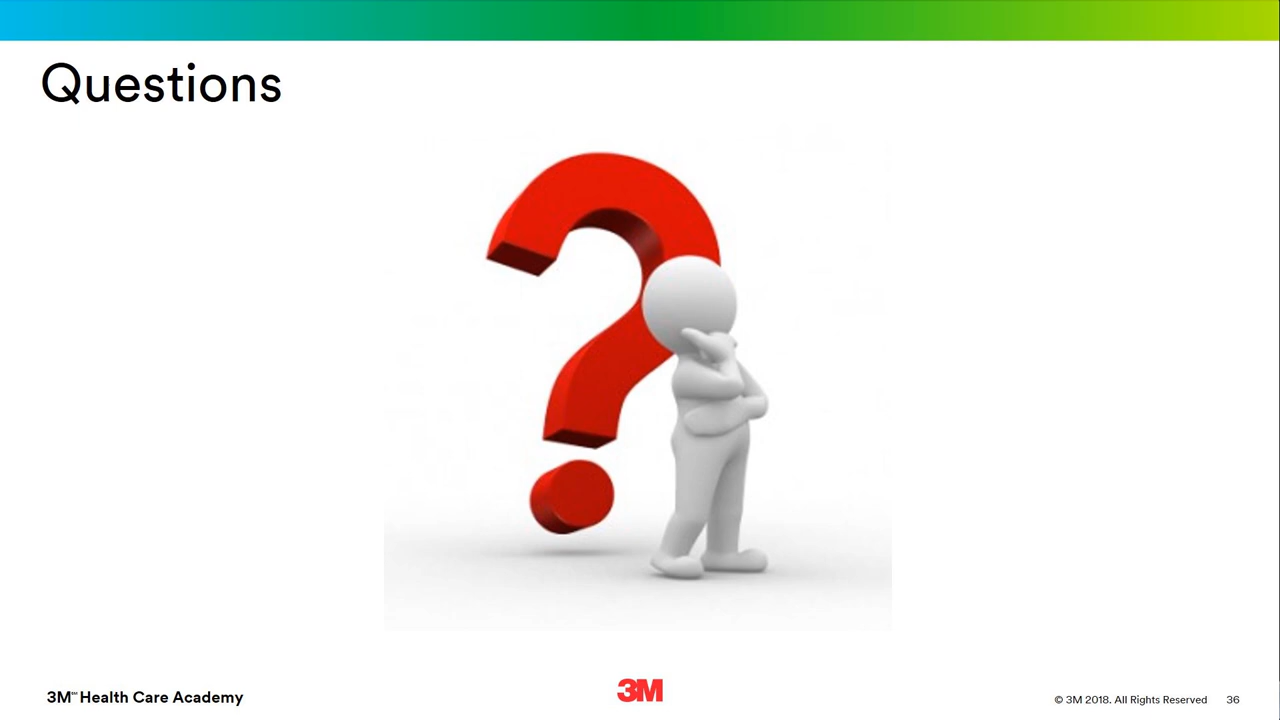 Questions
3M℠ Health Care Academy
3M
© 3M 2018. All Rights Reserved
36